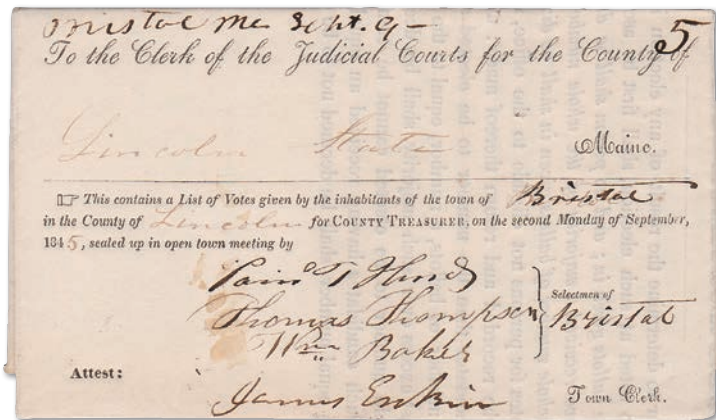 Bristol Me Sept. 9 - 5
To the Clerk of the Judicial Courts for the County of
Lincoln State Maine.
☞ This contains a List of Votes given by the inhabitants of the town of Bristol
in the County of Lincoln for COUNTY TREASURER, on the second Monday of September,
1845, sealed up in open town meeting by
Hinds
Thomas Thompson
Selectmen of
Bristol
Wm Baker
Attest:
James Erskin Town Clerk.